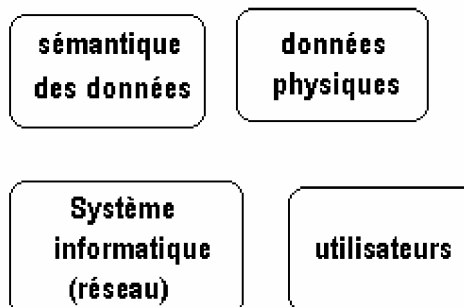 sémantique
des données
données
physiques
Système
informatique
(réseau)
utilisateurs